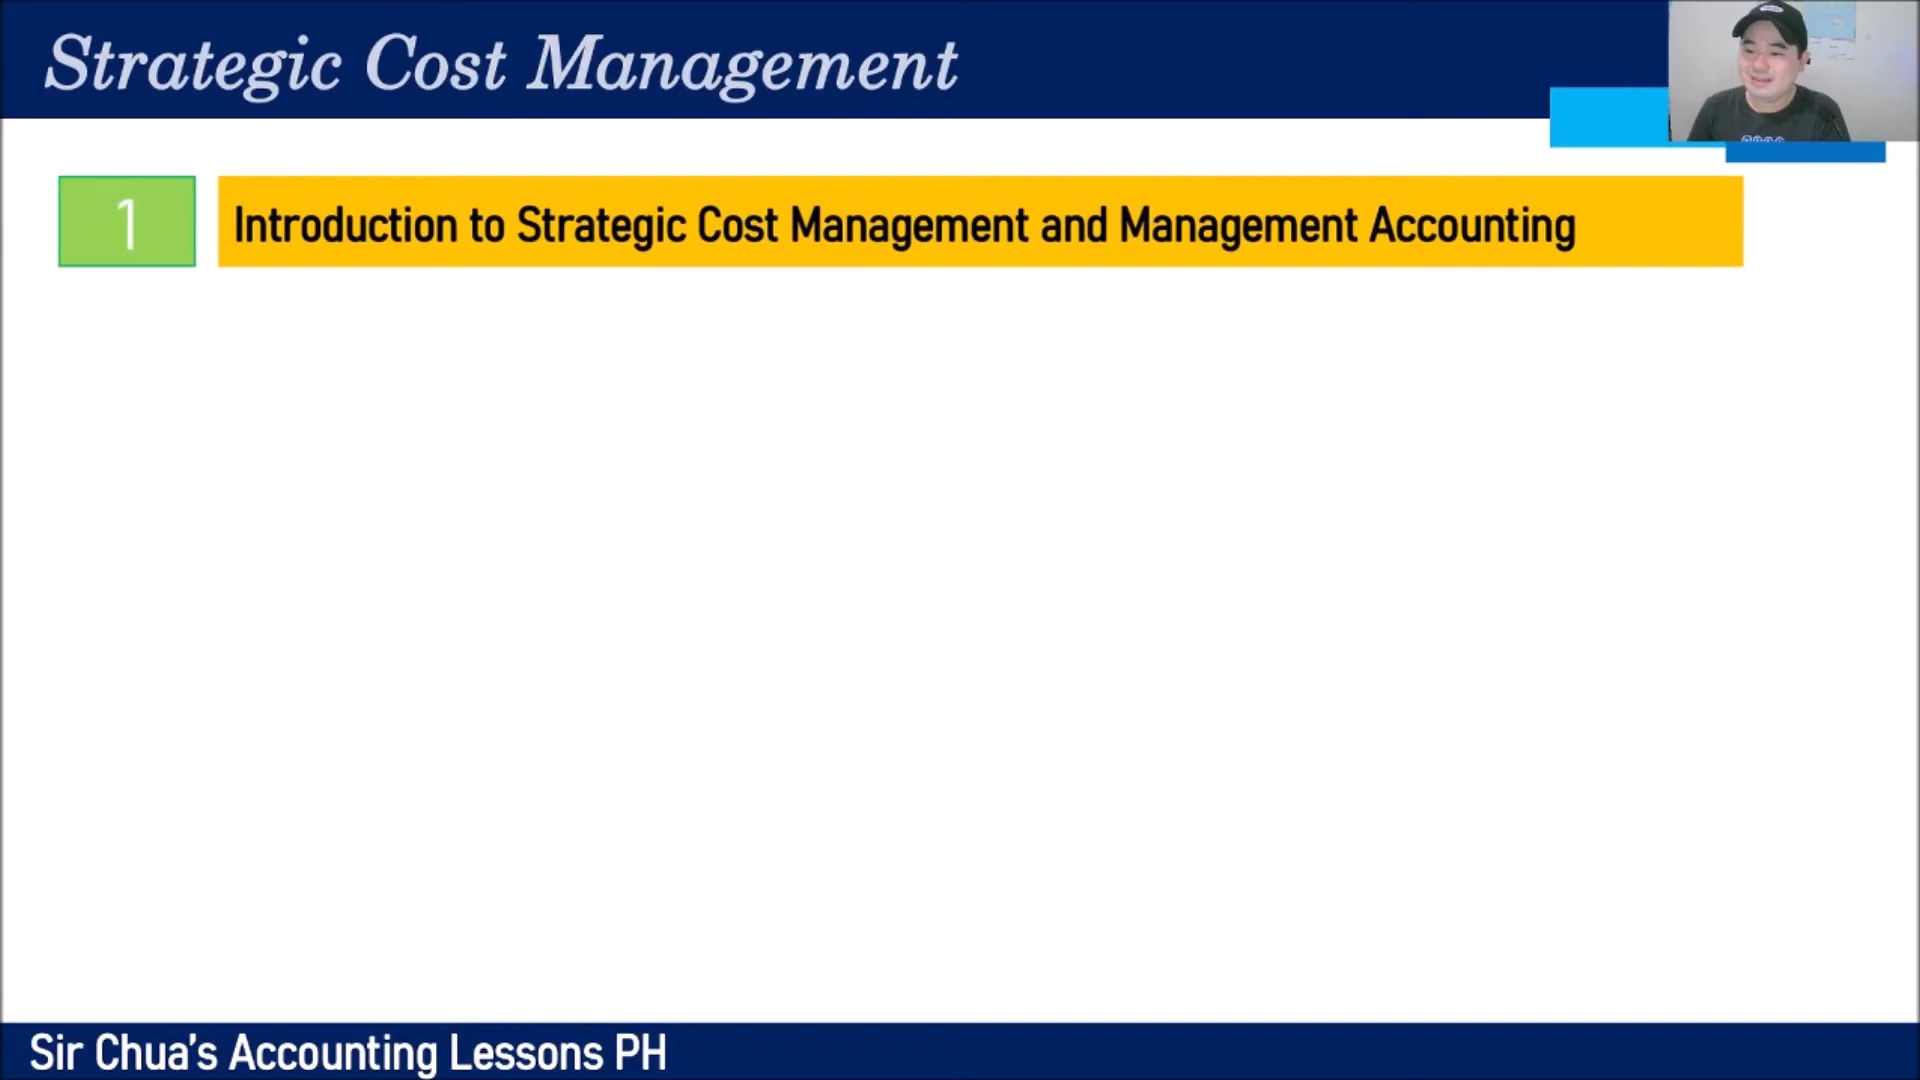 Strategic Cost Management
1
Introduction to Strategic Cost Management and Management Accounting
Sir Chua's Accounting Lessons PH